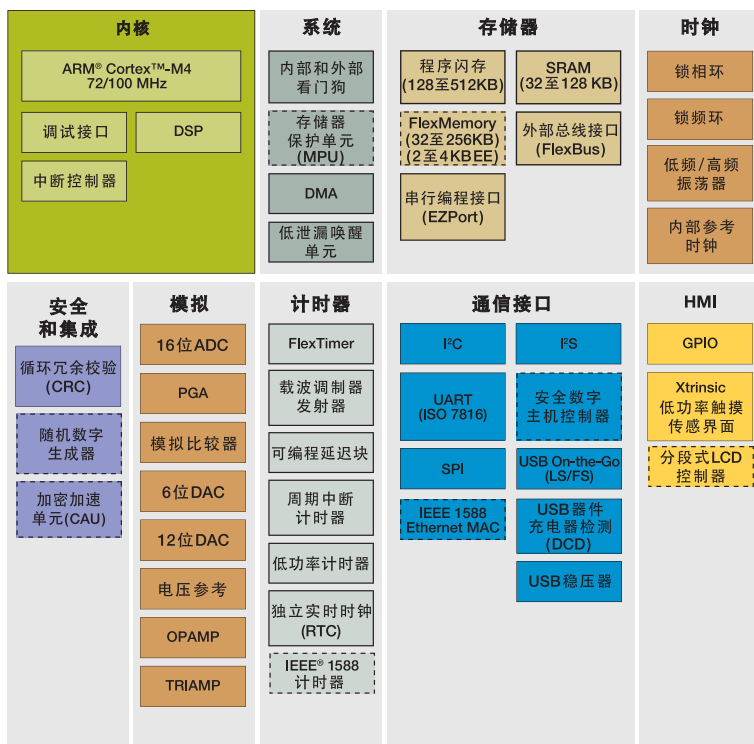 内核
ARM® Cortex™-M4
72/100 MHz
调试接口
DSP
中断控制器
系统
内部和外部
看门狗
存储器
保护单元
(MPU)
DMA
低泄漏唤醒
单元
存储器
程序闪存
(128至512KB)
SRAM
(32至128 KB)
FlexMemory
(32至256KB)
(2至4KBEE)
外部总线接口
(FlexBus)
串行编程接口
(EZPort)
时钟
锁相环
锁频环
低频/高频
振荡器
内部参考
时钟
安全
和集成
循环冗余校验
(CRC)
随机数字
生成器
加密加速
单元(CAU)
模拟
16位ADC
PGA
模拟比较器
6位DAC
12位DAC
电压参考
OPAMP
TRIAMP
计时器
FlexTimer
载波调制器
发射器
可编程延迟块
周期中断
计时器
低功率计时器
独立实时时钟
(RTC)
IEEE® 1588
计时器
通信接口
I²C
I²S
UART
(ISO 7816)
安全数字
主机控制器
SPI
USB On-the-Go
(LS/FS)
IEEE 1588
Ethernet MAC
USB器件
充电器检测
(DCD)
USB稳压器
HMI
GPIO
Xtrinsic
低功率触摸
传感界面
分段式LCD
控制器